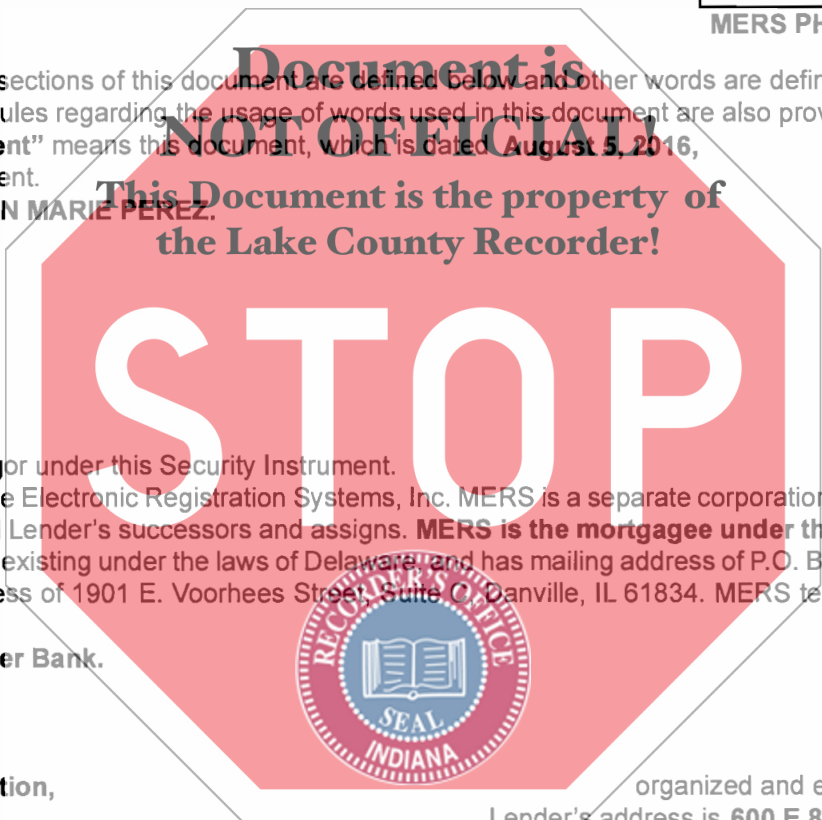 MERS PH
Document is
sections of this document are defined below and other words are defin
ules regarding the usage of words used in this document are also prov
NOT OFFICIAL!
ent” means this document, which is dated August 5, 2016,
ent.
This Document is the property of
N MARIE PEREZ.
the Lake County Recorder!
STOP
or under this Security Instrument.
e Electronic Registration Systems, Inc. MERS is a separate corporation
Lender's successors and assigns. MERS is the mortgagee under th
existing under the laws of Delaware, and has mailing address of P.O. B
ess of 1901 E. Voorhees Street, Suite C, Danville, IL 61834. MERS te
RECORDER'S OFFICE
er Bank.
SEAL
INDIANA
tion,
organized and e
Lender's address is 600 E 8